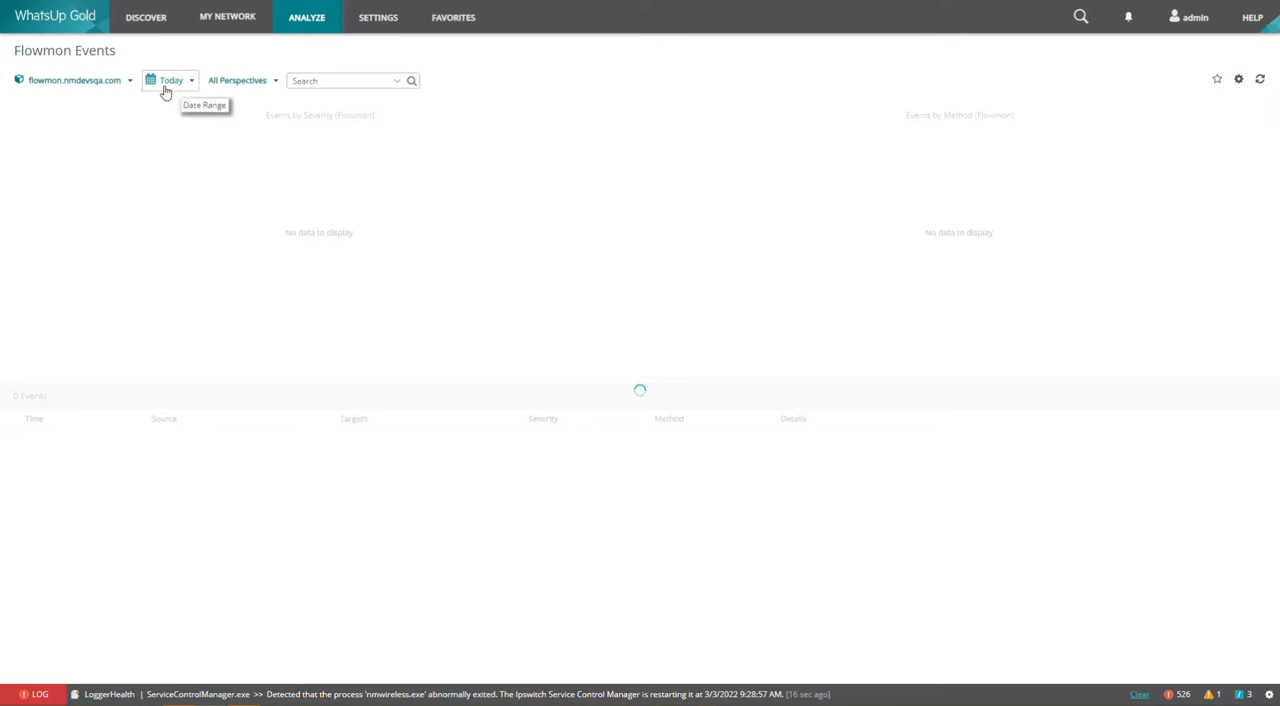 WhatsUp Gold
DISCOVER
MY NETWORK
ANALYZE
SETTINGS
FAVORITES
admin
HELP
Flowmon Events
flowmon.nmdevsqa.com
Today
All Perspectives
Search
Date Range
Events by Severity (Flowmon)
Events by Method (Flowmon)
No data to display
No data to display
0 Events
Time
Source
Targets
Severity
Method
Details
LOG
LoggerHealth | ServiceControlManager.exe >> Detected that the process 'nmwireless.exe' abnormally exited. The Ipswitch Service Control Manager is restarting it at 3/3/2022 9:28:57 AM. [16 sec ago]
Clear
526
1
3